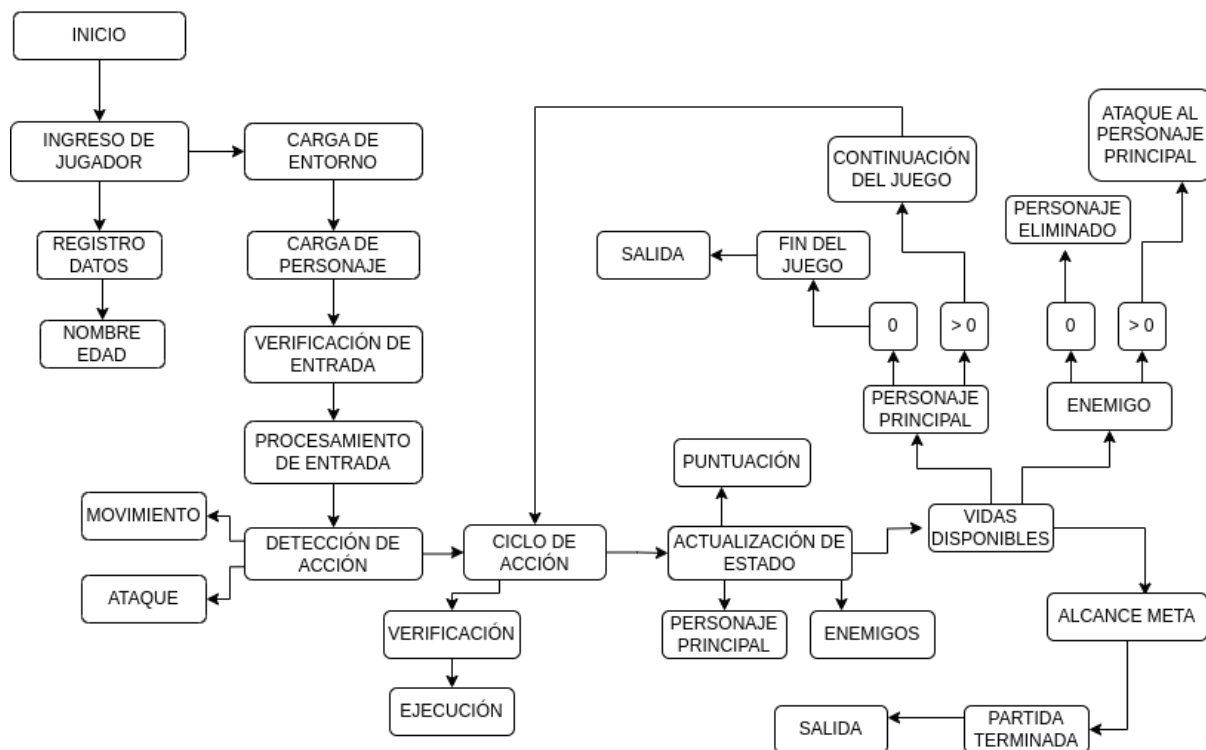 INICIO
INGRESO DE
JUGADOR
REGISTRO
DATOS
NOMBRE
EDAD
CARGA DE
ENTORNO
CARGA DE
PERSONAJE
VERIFICACIÓN DE
ENTRADA
PROCESAMIENTO
DE ENTRADA
DETECCIÓN DE
ACCIÓN
MOVIMIENTO
ATAQUE
CICLO DE
ACCIÓN
VERIFICACIÓN
EJECUCIÓN
ACTUALIZACIÓN DE
ESTADO
PUNTUACIÓN
PERSONAJE
PRINCIPAL
ENEMIGOS
VIDAS
DISPONIBLES
PERSONAJE
PRINCIPAL
0
> 0
FIN DEL
JUEGO
SALIDA
CONTINUACIÓN
DEL JUEGO
ENEMIGO
0
> 0
PERSONAJE
ELIMINADO
ATAQUE AL
PERSONAJE
PRINCIPAL
ALCANCE META
PARTIDA
TERMINADA
SALIDA